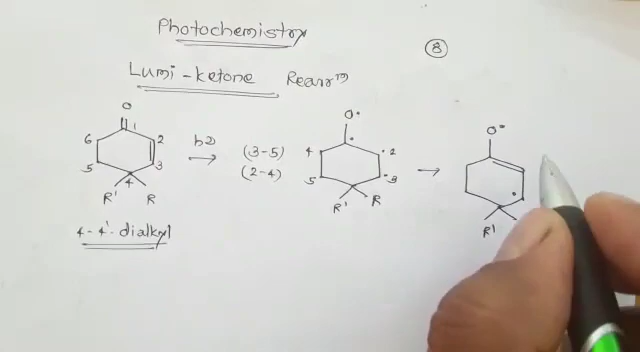 Photochemistry
8
Lumi-ketone Rearrⁿ
O
1
6
2
5
3
4
R' R
4-4'-dialkyl
hν
(3-5)
(2-4)
O•
4
2
5
3
R' R
O•
R'